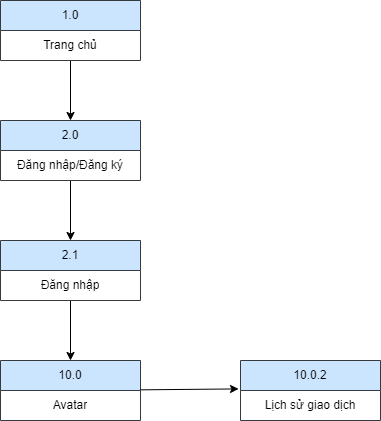 1.0
Trang chủ
2.0
Đăng nhập/Đăng ký
2.1
Đăng nhập
10.0
Avatar
10.0.2
Lịch sử giao dịch